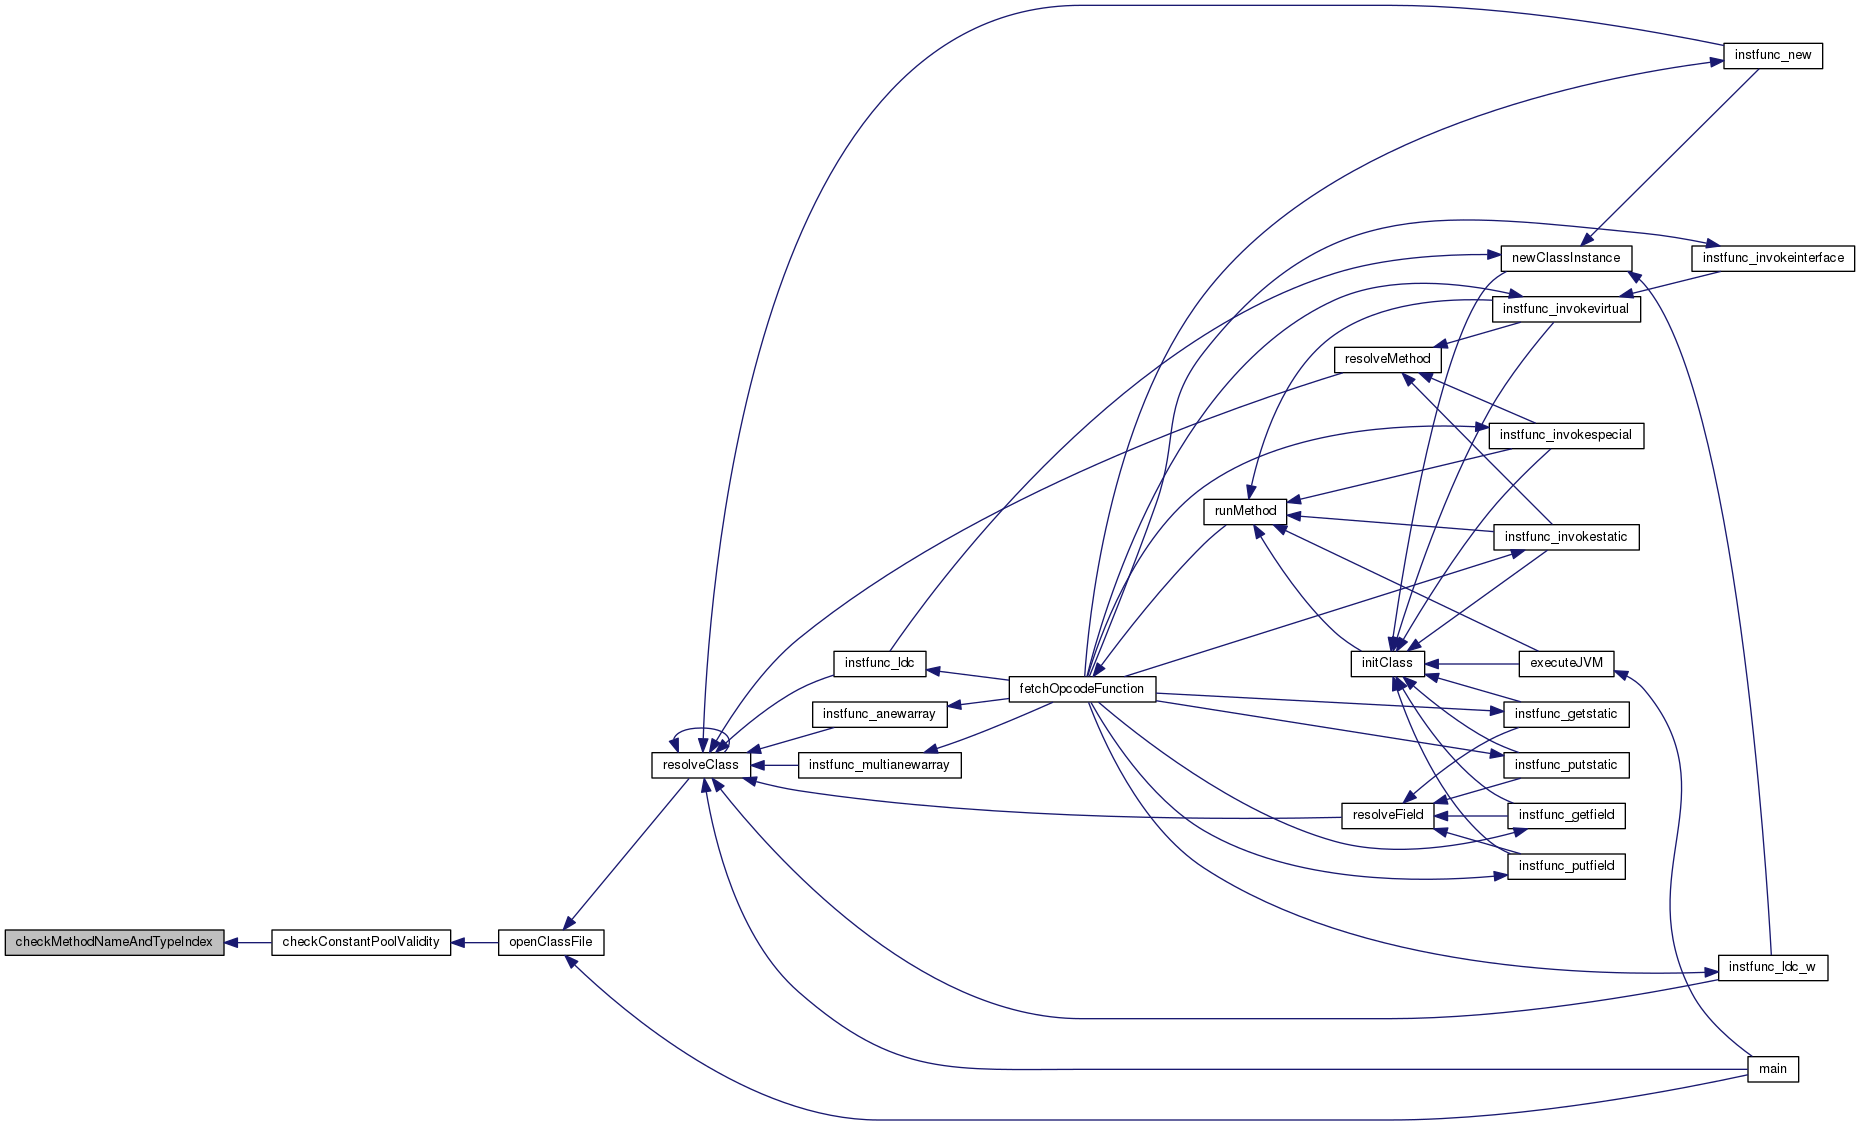 instfunc_new
newClassInstance
instfunc_invokeinterface
instfunc_invokevirtual
resolveMethod
instfunc_invokespecial
runMethod
instfunc_invokestatic
instfunc_ldc
initClass
executeJVM
fetchOpcodeFunction
instfunc_anewarray
instfunc_getstatic
resolveClass
instfunc_multianewarray
instfunc_putstatic
resolveField
instfunc_getfield
instfunc_putfield
checkMethodNameAndTypeIndex
checkConstantPoolValidity
openClassFile
instfunc_ldc_w
main